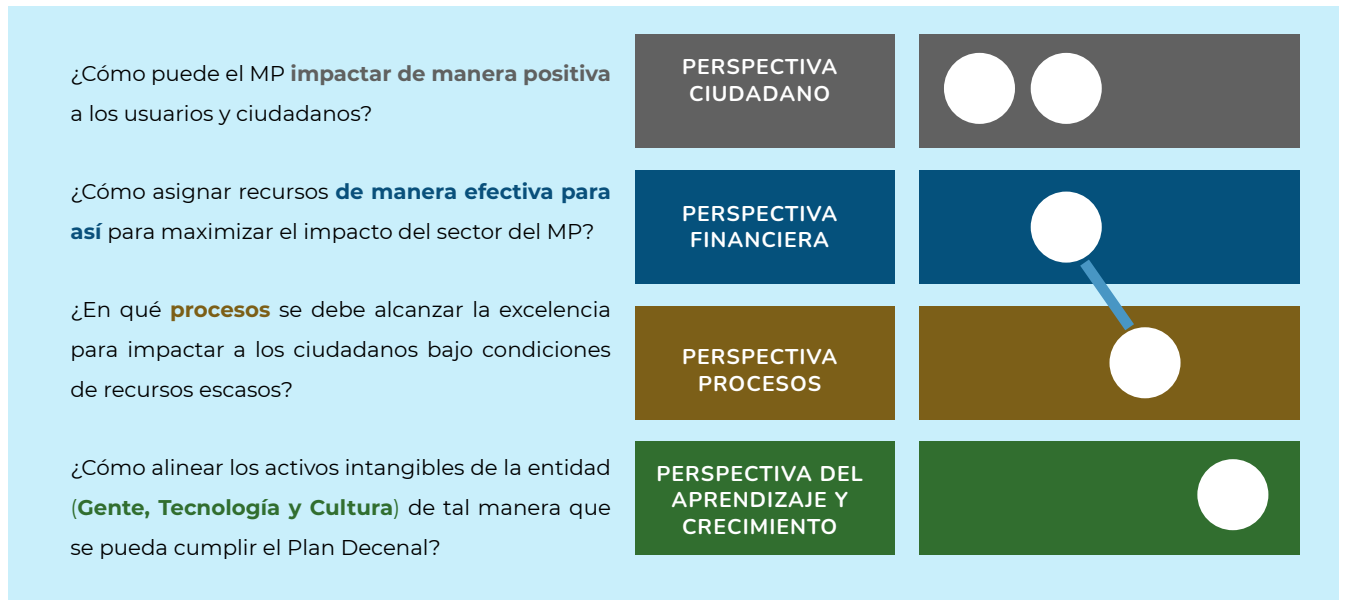 ¿Cómo puede el MP impactar de manera positiva
a los usuarios y ciudadanos?
PERSPECTIVA
CIUDADANO
¿Cómo asignar recursos de manera efectiva para
así para maximizar el impacto del sector del MP?
PERSPECTIVA
FINANCIERA
¿En qué procesos se debe alcanzar la excelencia
para impactar a los ciudadanos bajo condiciones
de recursos escasos?
PERSPECTIVA
PROCESOS
¿Cómo alinear los activos intangibles de la entidad
(Gente, Tecnología y Cultura) de tal manera que
se pueda cumplir el Plan Decenal?
PERSPECTIVA DEL
APRENDIZAJE Y
CRECIMIENTO